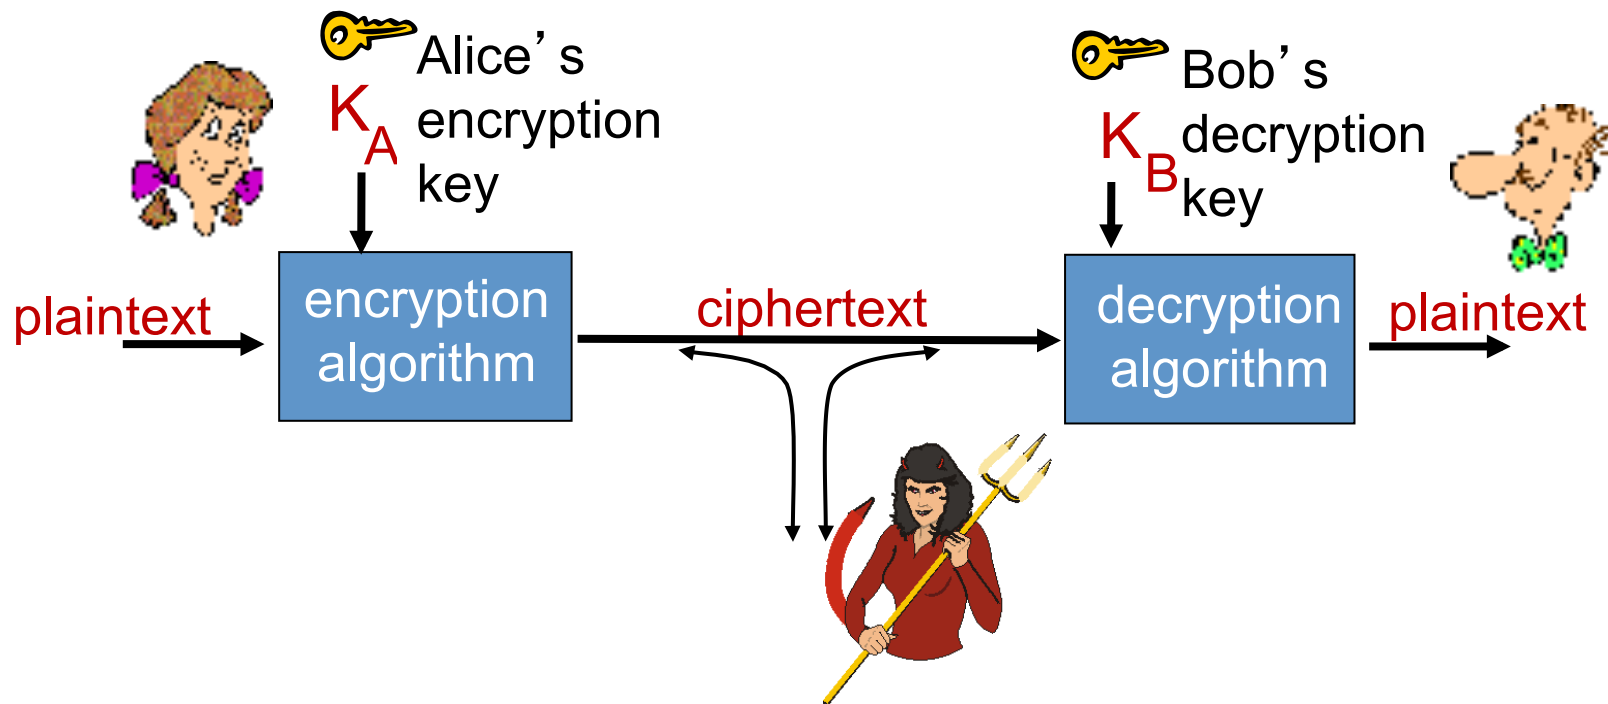 Alice’s
encryption
key
K
A
Bob’s
decryption
key
K
B
plaintext
encryption
algorithm
ciphertext
decryption
algorithm
plaintext